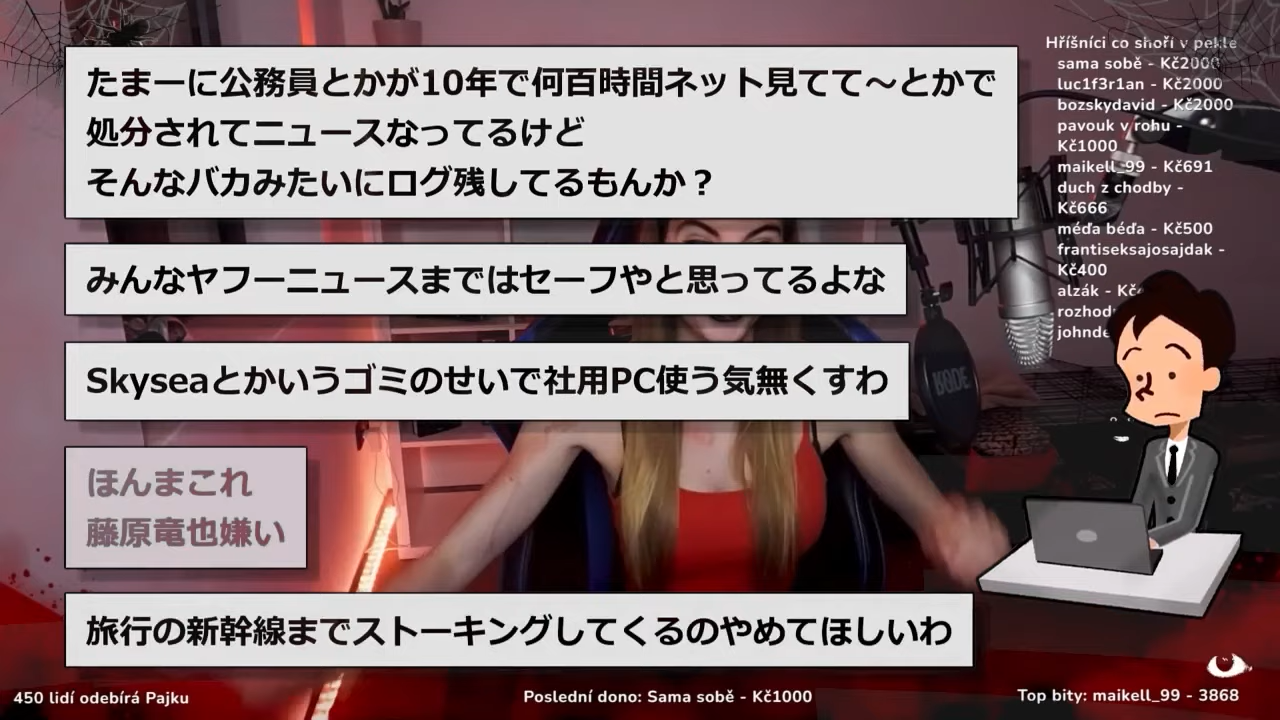 たまーに公務員とかが10年で何百時間ネット見てて〜とかで
処分されてニュースなってるけど
そんなバカみたいにログ残してるもんか？
みんなヤフーニュースまではセーフやと思ってるよな
Skyseaとかいうゴミのせいで社用PC使う気無くすわ
ほんまこれ
藤原竜也嫌い
旅行の新幹線までストーキングしてくるのやめてほしいわ
Hříšníci co shoří v pekle
sama sobě - Kč2000
luc1f3r1an - Kč2000
bozskydavid - Kč2000
pavouk v rohu -
Kč1000
maikell_99 - Kč691
duch z chodby -
Kč666
méďa béďa - Kč500
frantiseksajosajdak -
Kč400
alzák -
RODE
450 lidí odebírá Pajku
Poslední dono: Sama sobě - Kč1000
Top bity: maikell_99 - 3868